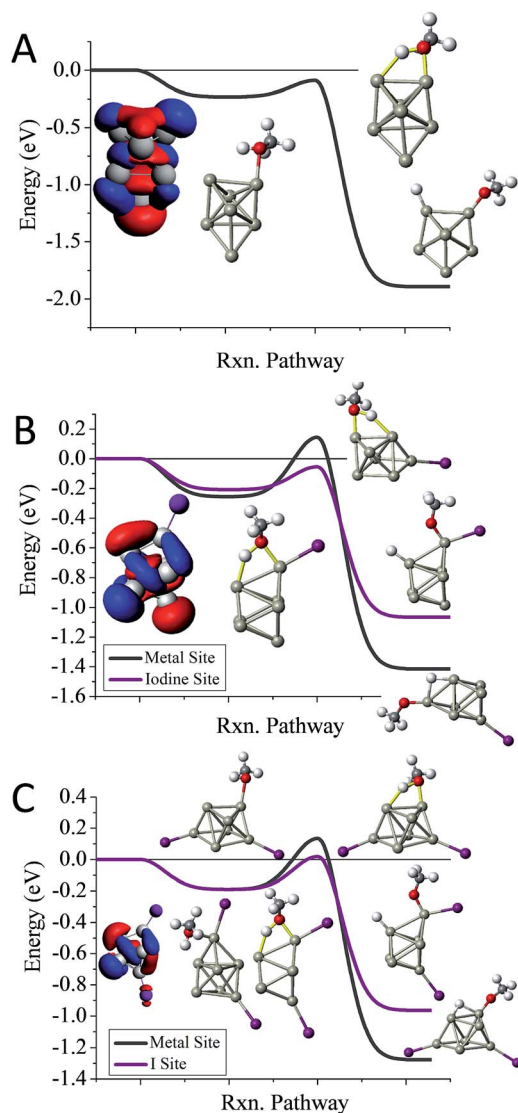 A
0.0
-0.5
-1.0
-1.5
-2.0
Energy (eV)
Rxn. Pathway
B
0.2
0.0
-0.2
-0.4
-0.6
-0.8
-1.0
-1.2
-1.4
-1.6
Energy (eV)
Metal Site
Iodine Site
Rxn. Pathway
C
0.4
0.2
0.0
-0.2
-0.4
-0.6
-0.8
-1.0
-1.2
-1.4
Energy (eV)
Metal Site
I Site
Rxn. Pathway